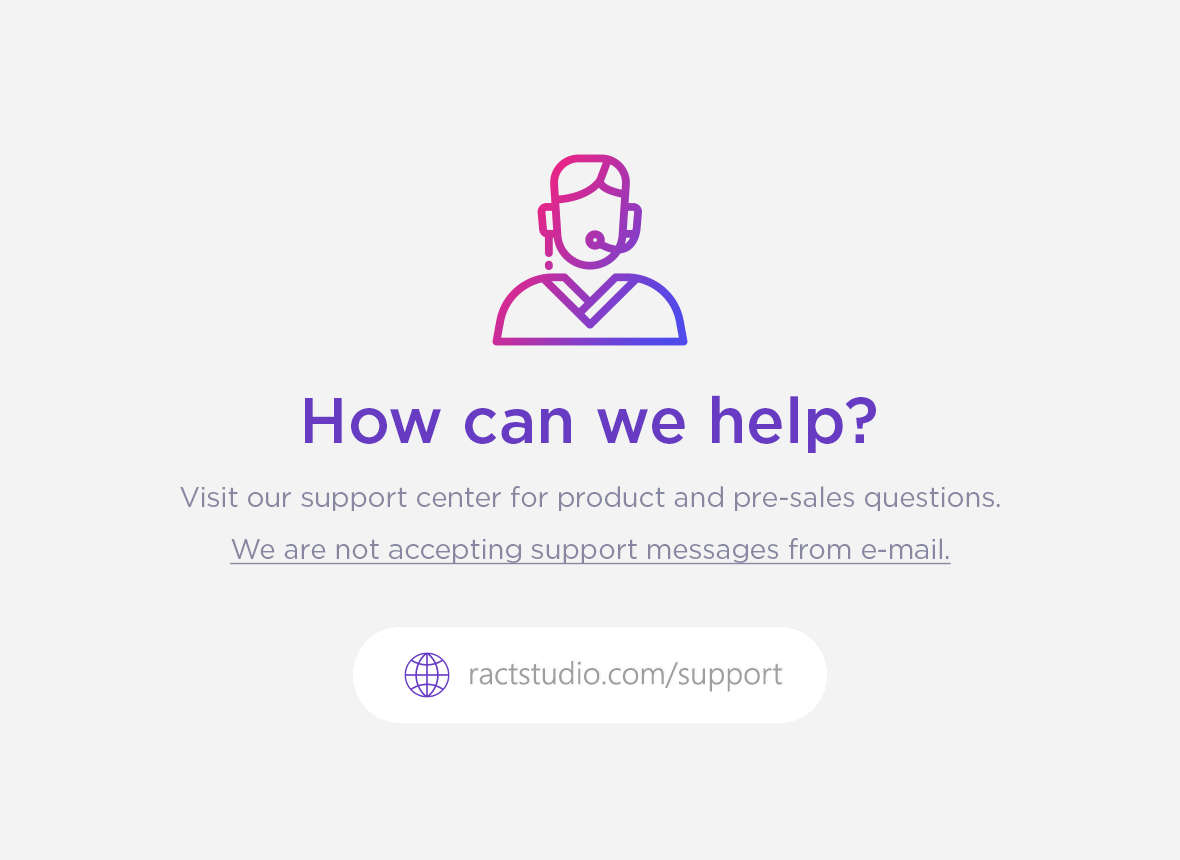 How can we help?
Visit our support center for product and pre-sales questions.
We are not accepting support messages from e-mail.
ractstudio.com/support